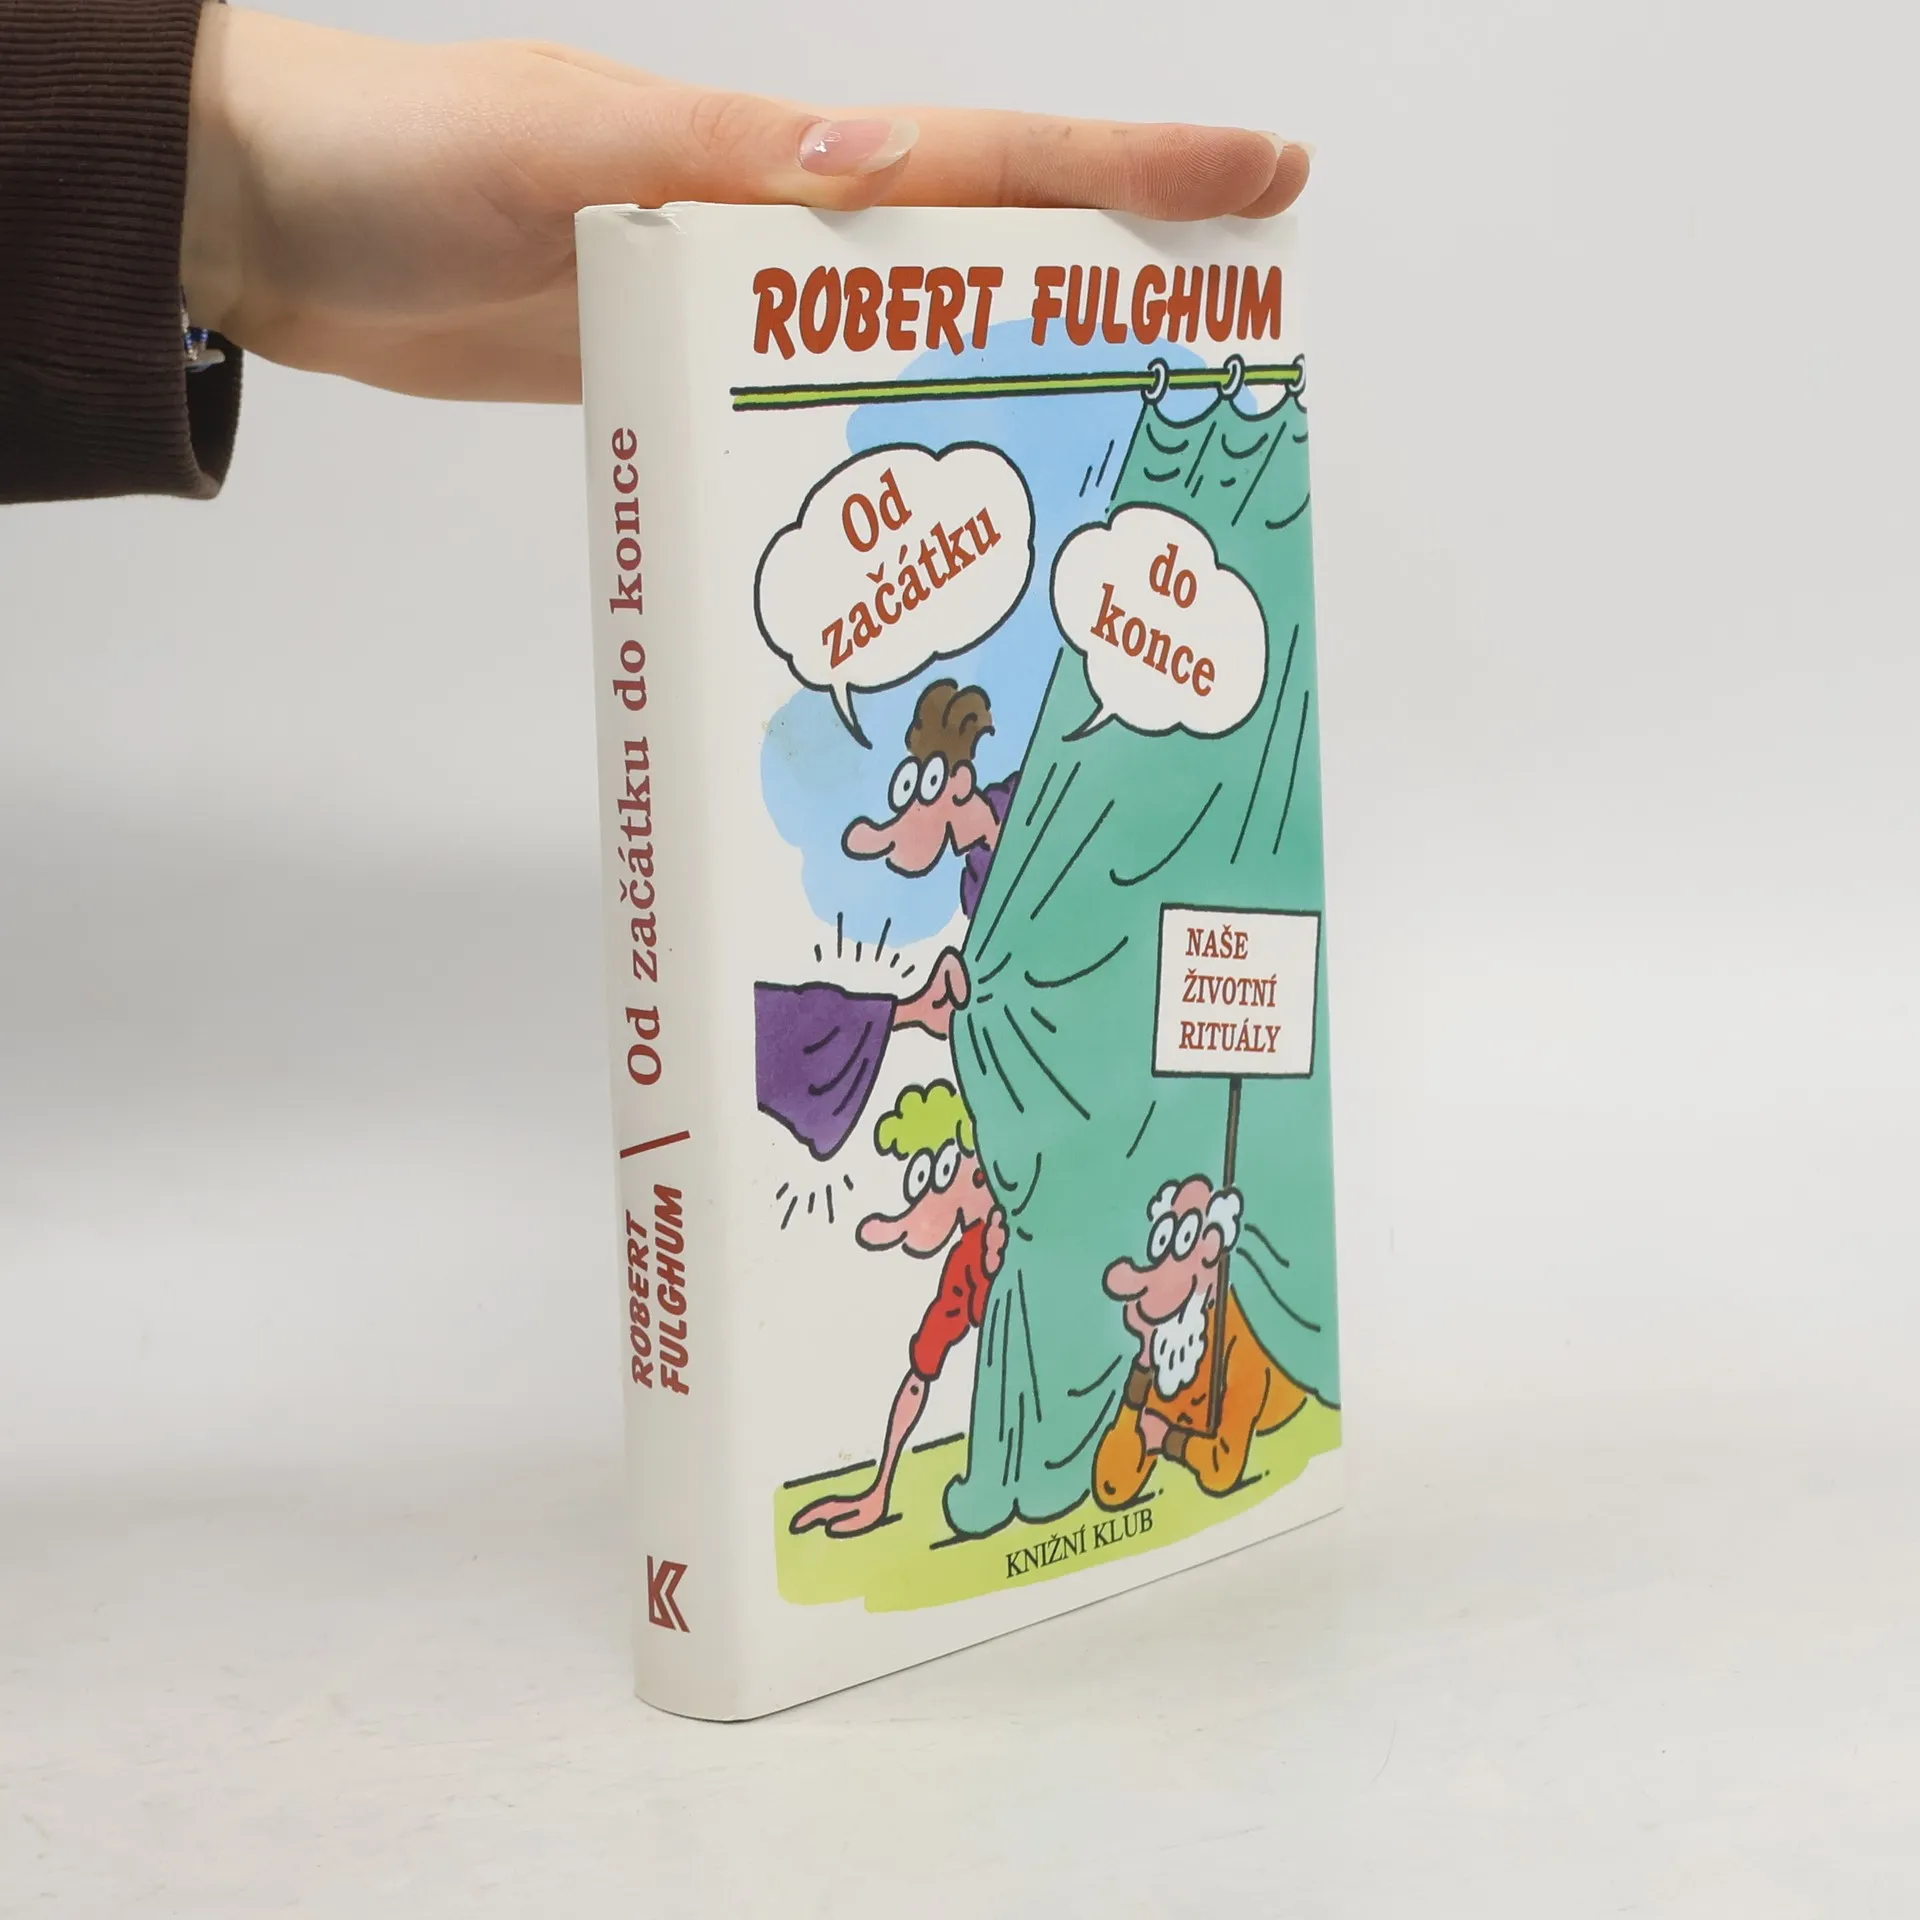 ROBERT FULGHUM
Od
začátku
do
konce
NAŠE
ŽIVOTNÍ
RITUÁLY
KNIŽNÍ KLUB
ROBERT
FULGHUM
Od začátku do konce